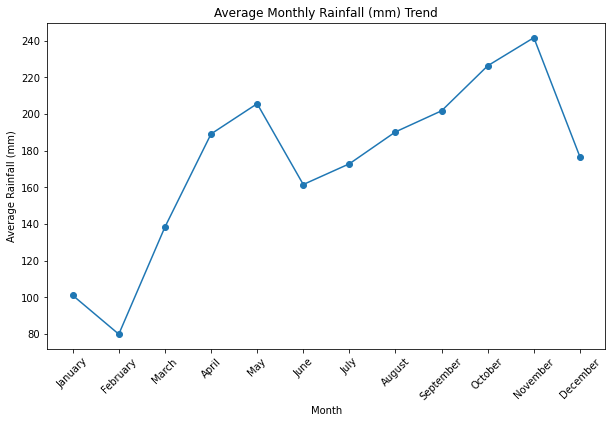 Average Monthly Rainfall (mm) Trend
Average Rainfall (mm)
240
220
200
180
160
140
120
100
80
January
February
March
April
May
June
July
August
September
October
November
December
Month